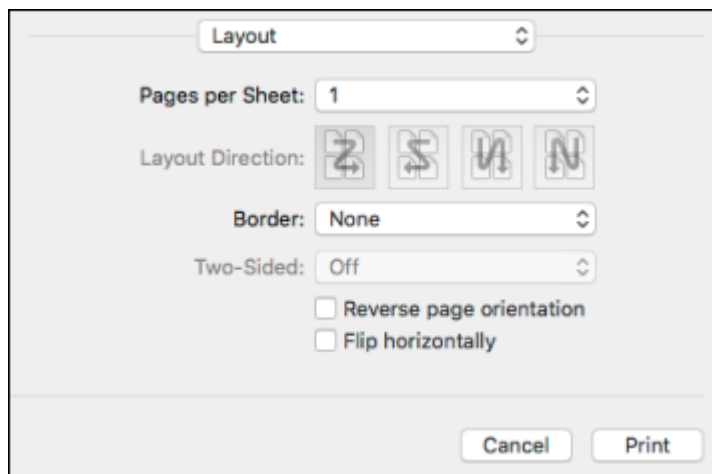 Layout
Pages per Sheet: 1
Layout Direction:
Border: None
Two-Sided: Off
Reverse page orientation
Flip horizontally
Cancel Print